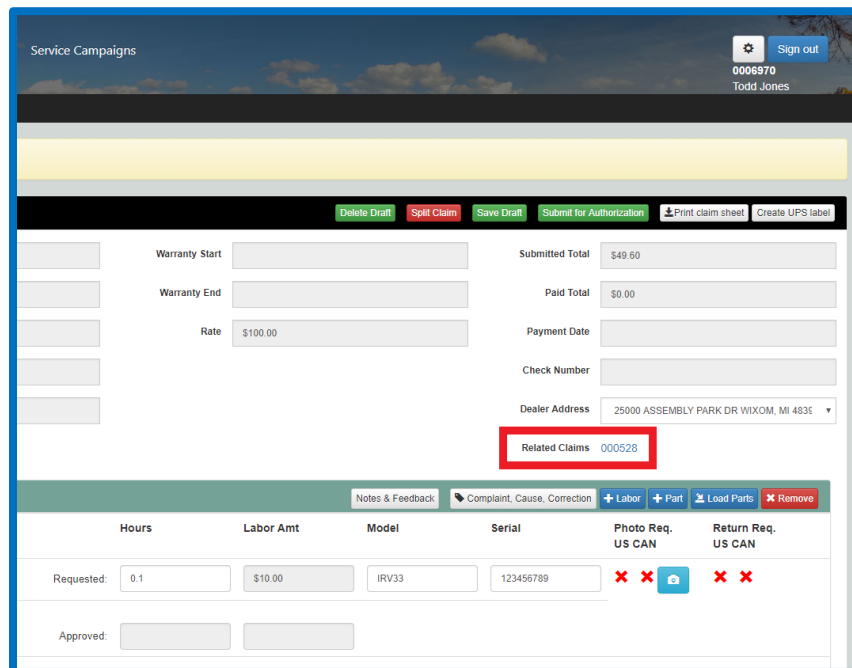 Service Campaigns
Sign out
0006970
Todd Jones
Delete Draft Split Claim Save Draft Submit for Authorization Print claim sheet Create UPS label
Warranty Start Submitted Total $49.60
Warranty End Paid Total $0.00
Rate $100.00 Payment Date
Check Number
Dealer Address 25000 ASSEMBLY PARK DR WIXOM, MI 4839
Related Claims 000528
Notes & Feedback Complaint, Cause, Correction + Labor + Part Load Parts Remove
Hours Labor Amt Model Serial Photo Req. Return Req.
US CAN US CAN
Requested: 0.1 $10.00 IRV33 123456789
Approved: